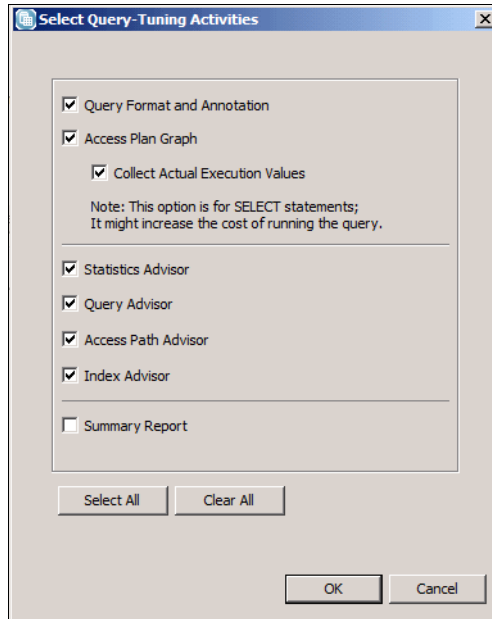 Select Query-Tuning Activities
Query Format and Annotation
Access Plan Graph
Collect Actual Execution Values
Note: This option is for SELECT statements;
It might increase the cost of running the query.
Statistics Advisor
Query Advisor
Access Path Advisor
Index Advisor
Summary Report
Select All
Clear All
OK
Cancel